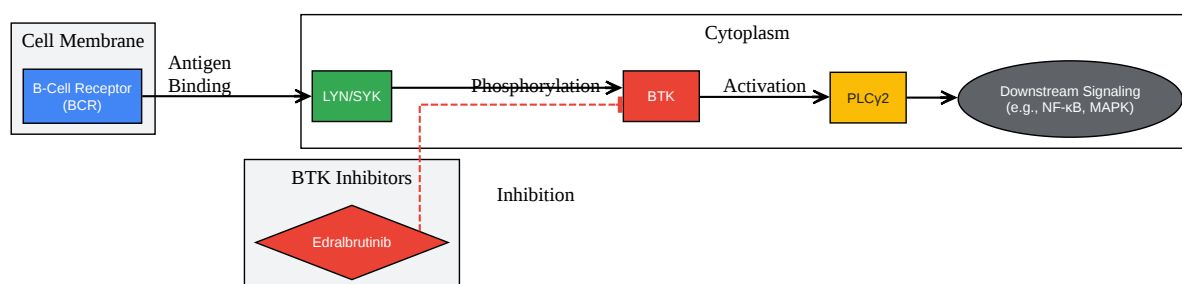 Cell Membrane
B-Cell Receptor
(BCR)
Antigen
Binding
Cytoplasm
LYN/SYK
Phosphorylation
BTK
Activation
PLCγ2
Downstream Signaling
(e.g., NF-κB, MAPK)
BTK Inhibitors
Edralbrutinib
Inhibition